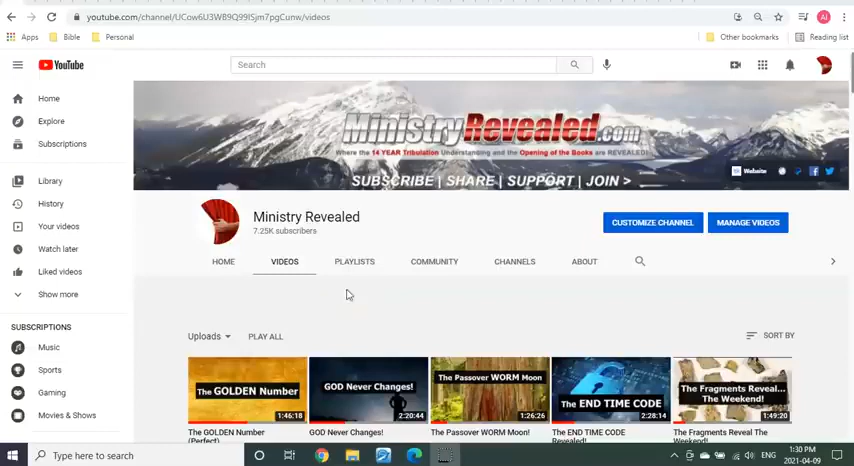 youtube.com/channel/UCow6U3W89Q99ISjm7pgCunw/videos
AI
Apps
Bible
Personal
Other bookmarks
Reading list
YouTube
Search
Home
Explore
Subscriptions
Library
History
Your videos
Watch later
Liked videos
Show more
SUBSCRIPTIONS
Music
Sports
Gaming
Movies & Shows
MinistryRevealed.com
Where the 14 YEAR Tribulation Understanding and the Opening of the Books are REVEALED!
SUBSCRIBE | SHARE | SUPPORT | JOIN >
Website
Ministry Revealed
7.25K subscribers
CUSTOMIZE CHANNEL
MANAGE VIDEOS
HOME
VIDEOS
PLAYLISTS
COMMUNITY
CHANNELS
ABOUT
Uploads
PLAY ALL
SORT BY
The GOLDEN Number
1:46:18
The GOLDEN Number
(Perfect)
GOD Never Changes!
2:20:44
GOD Never Changes!
The Passover WORM Moon
1:26:26
The Passover WORM Moon!
The END TIME CODE
2:28:14
The END TIME CODE
Revealed!
The Fragments Reveal...
The Weekend!
1:49:20
The Fragments Reveal The
Weekend!
Type here to search
ENG
1:30 PM
2021-04-09